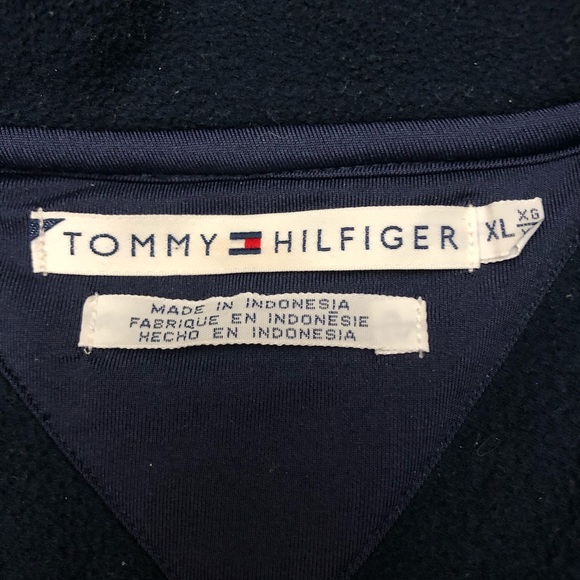 TOMMY HILFIGER
XL XG
MADE IN INDONESIA
FABRIQUE EN INDONÉSIE
HECHO EN INDONESIA